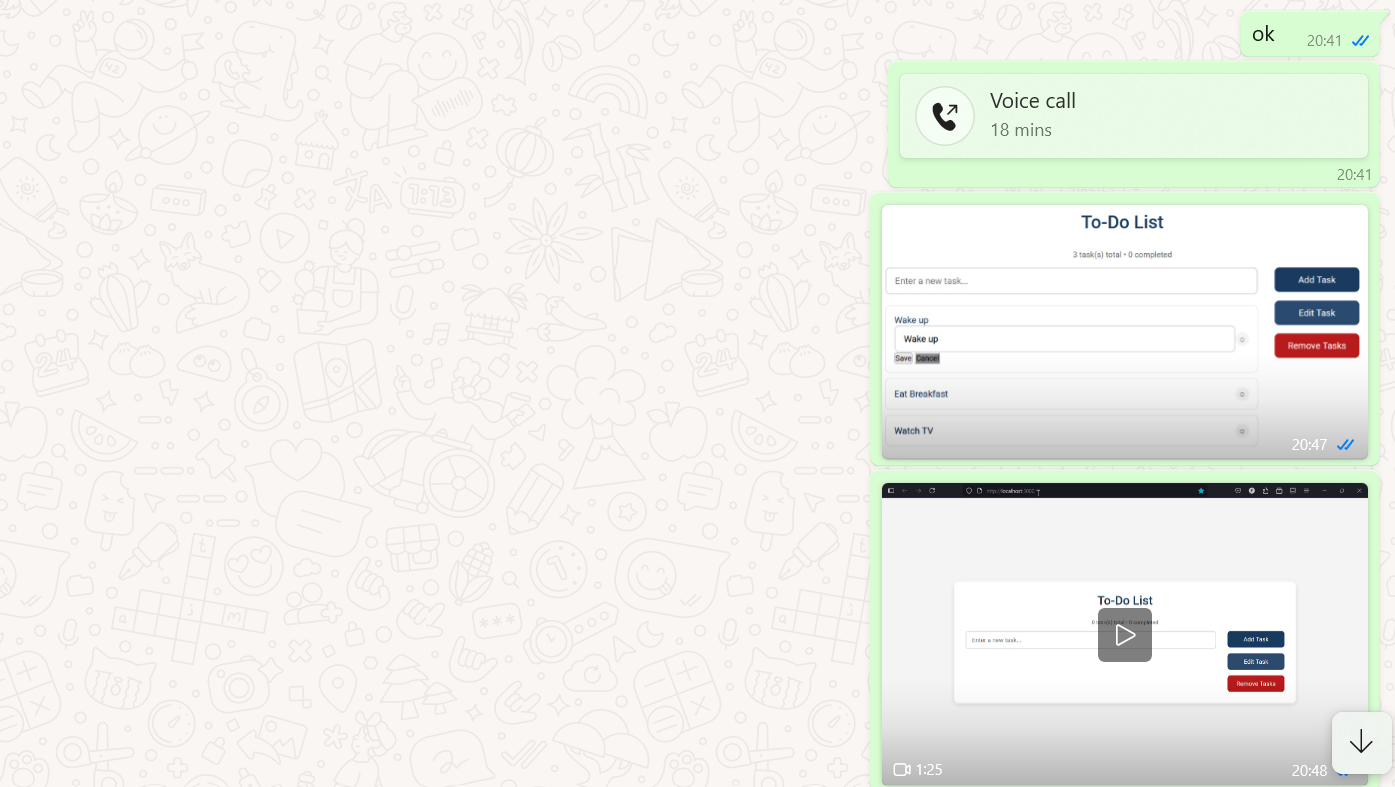 ok
20:41
Voice call
18 mins
20:41
To-Do List
3 task(s) total • 0 completed
Enter a new task...
Add Task
Edit Task
Remove Tasks
Wake up
Wake up
Save Cancel
Eat Breakfast
Watch TV
20:47
http://localhost:3000
To-Do List
Enter a new task...
Add Task
Edit Task
Remove Tasks
1:25
20:48